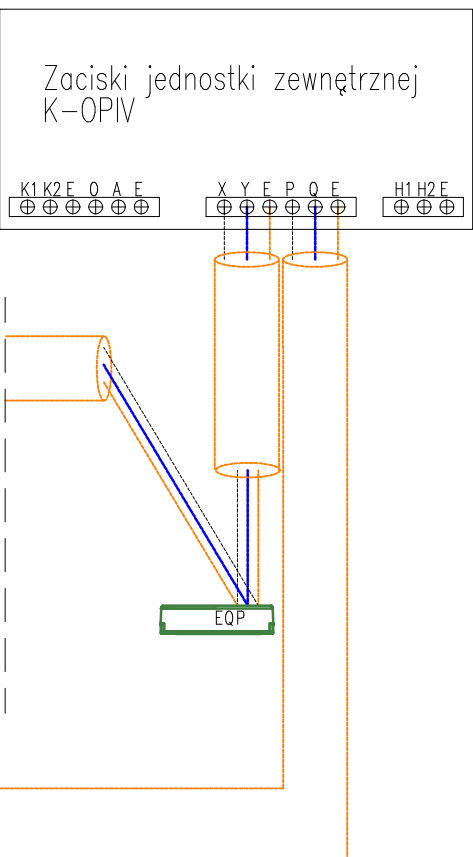 Zaciski jednostki zewnętrznej
K-OPIV
K1 K2 E O A E X Y E P Q E H1 H2 E
EQP